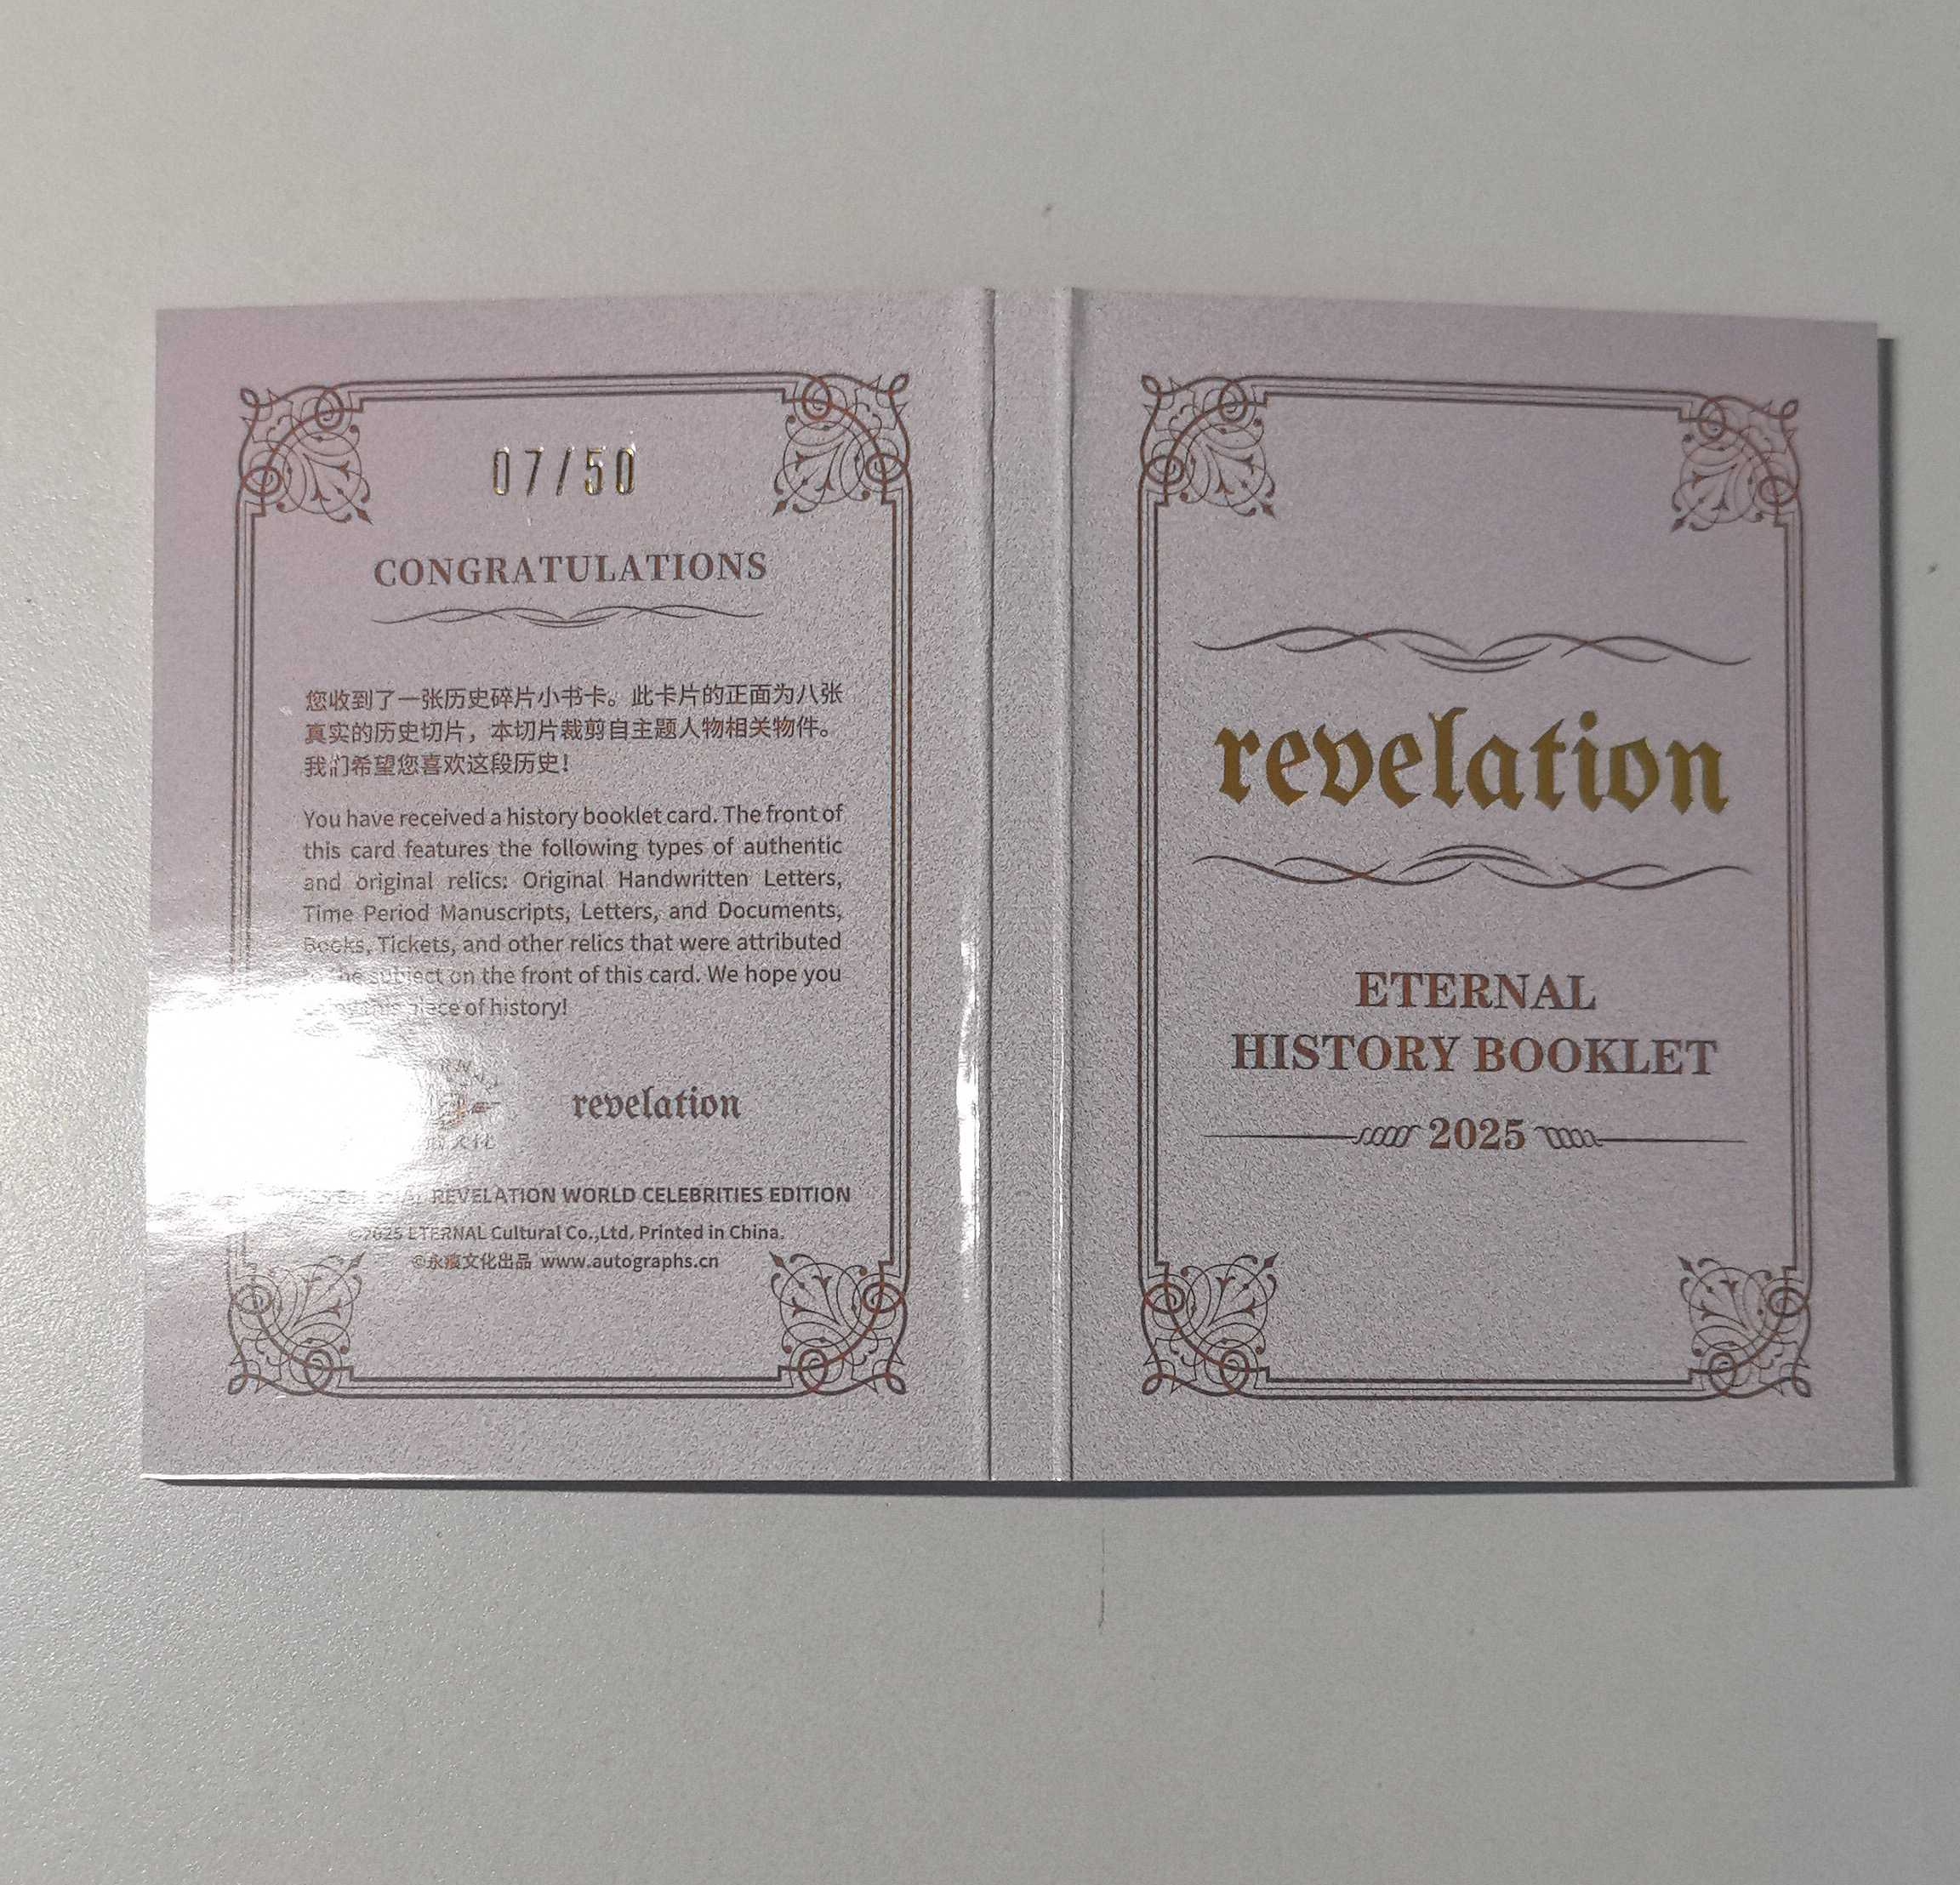 07/50
CONGRATULATIONS
您收到了一张历史碎片小书卡。此卡片的正面为八张
真实的历史切片，本切片裁剪自主题人物相关物件。
我们希望您喜欢这段历史！
You have received a history booklet card. The front of
this card features the following types of authentic
and original relics: Original Handwritten Letters,
Time Period Manuscripts, Letters, and Documents,
Books, Tickets, and other relics that were attributed
the subject on the front of this card. We hope you
this piece of history!
revelation
REVELATION WORLD CELEBRITIES EDITION
©2025 ETERNAL Cultural Co.,Ltd. Printed in China.
©永痕文化出品 www.autographs.cn
revelation
ETERNAL
HISTORY BOOKLET
2025